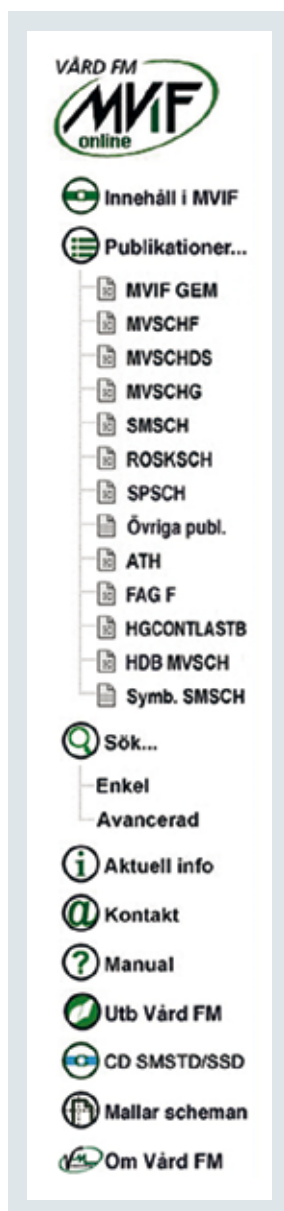 VÅRD FM
MVIF
online
Innehåll i MVIF
Publikationer...
MVIF GEM
MVSCHF
MVSCHDS
MVSCHG
SMSCH
ROSKSCH
SPSCH
Övriga publ.
ATH
FAG F
HGCONTLASTB
HDB MVSCH
Symb. SMSCH
Sök...
Enkel
Avancerad
Aktuell info
Kontakt
Manual
Utb Vård FM
CD SMSTD/SSD
Mallar scheman
Om Vård FM